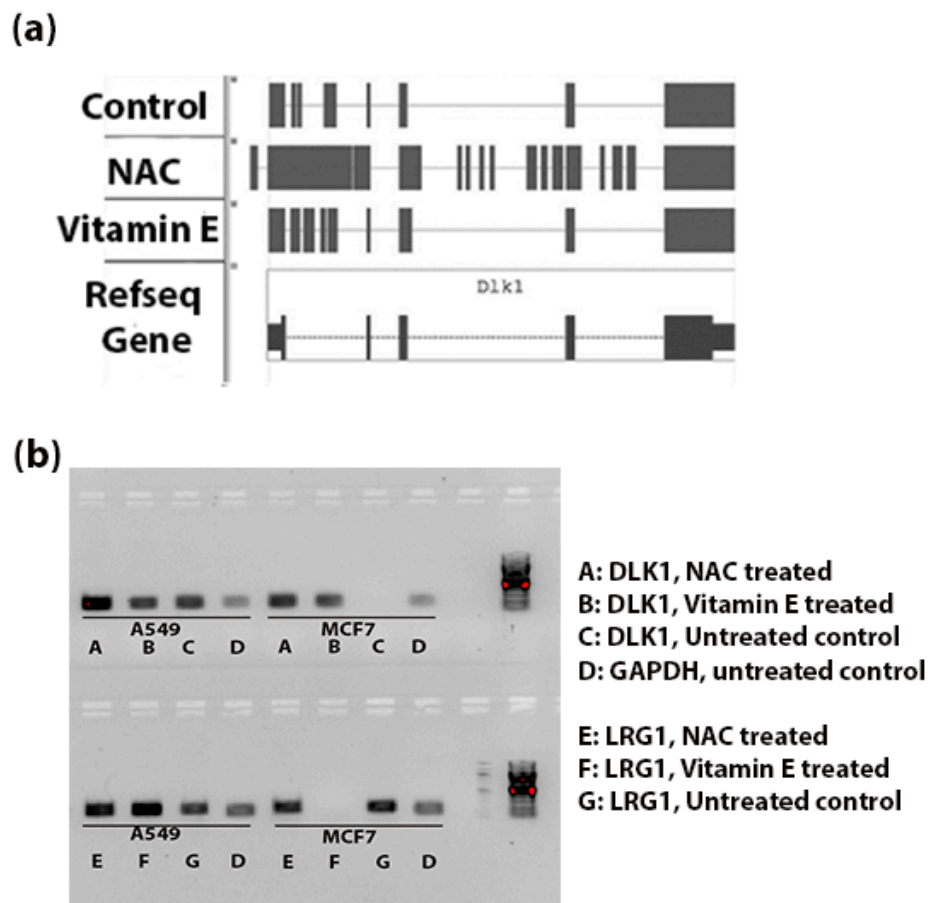 (a)
Control
NAC
Vitamin E
Refseq
Gene
Dlk1
(b)
A549
MCF7
A B C D A B C D
A: DLK1, NAC treated
B: DLK1, Vitamin E treated
C: DLK1, Untreated control
D: GAPDH, untreated control
A549
MCF7
E F G D E F G D
E: LRG1, NAC treated
F: LRG1, Vitamin E treated
G: LRG1, Untreated control